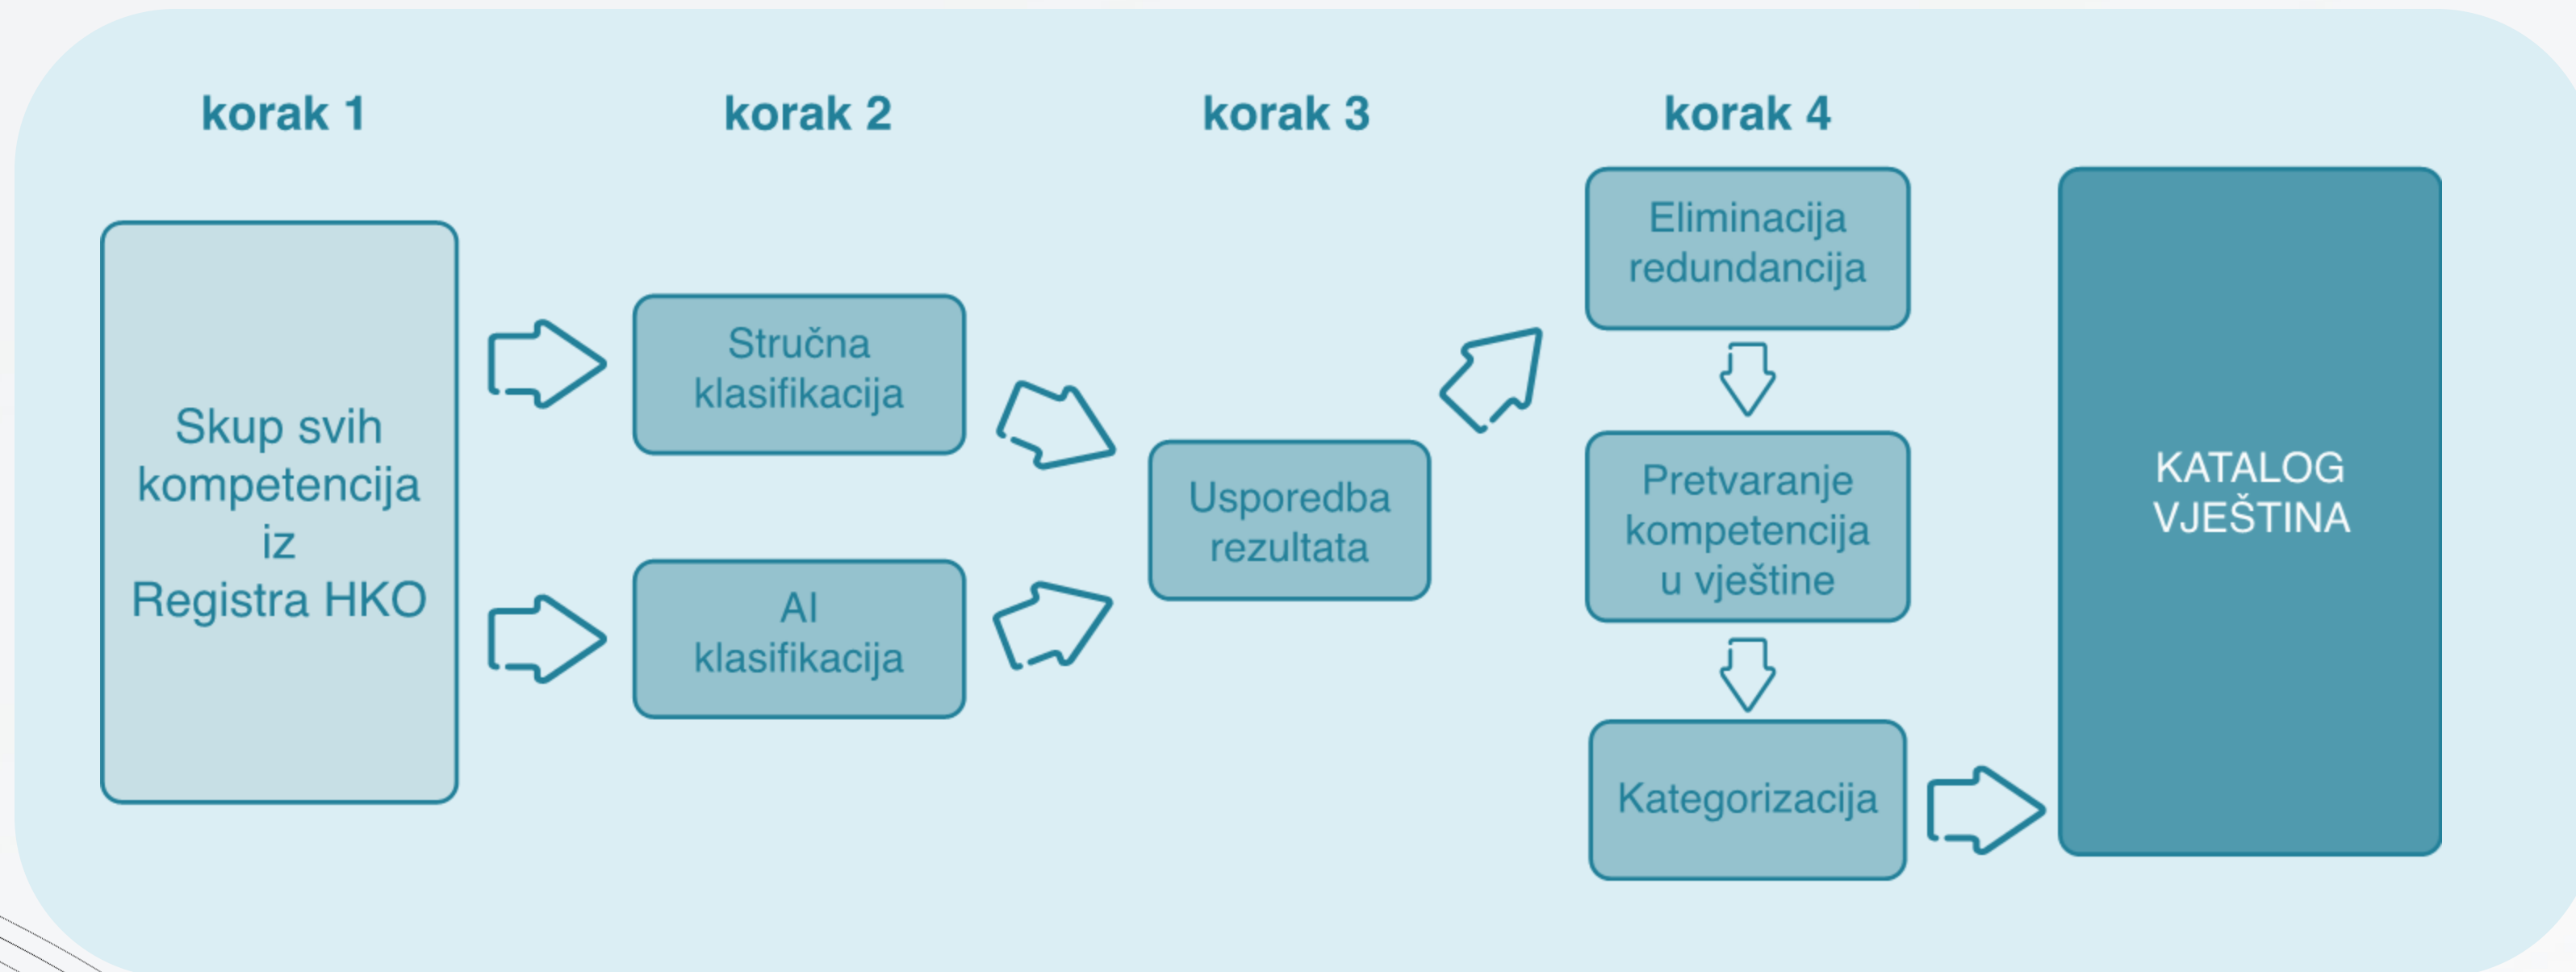 korak 1
korak 2
korak 3
korak 4
Skup svih
kompetencija
iz
Registra HKO
Stručna
klasifikacija
AI
klasifikacija
Usporedba
rezultata
Eliminacija
redundancija
Pretvaranje
kompetencija
u vještine
Kategorizacija
KATALOG
VJEŠTINA